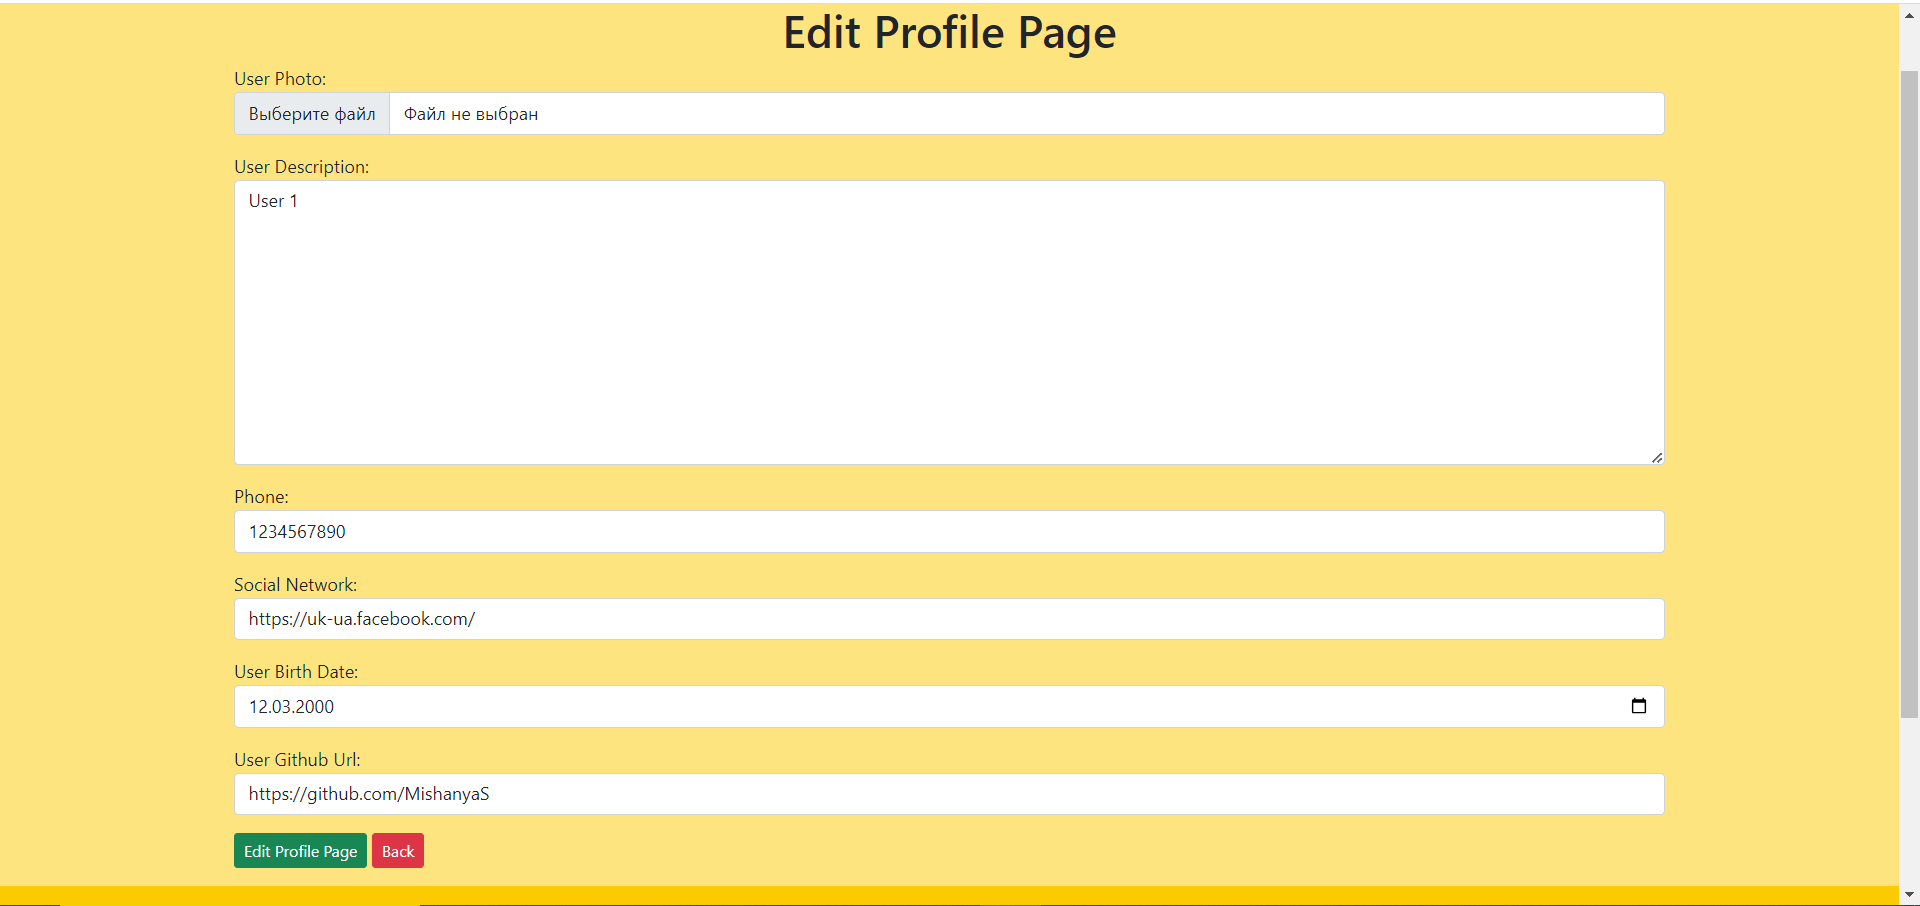 Edit Profile Page
User Photo:
Выберите файл Файл не выбран
User Description:
User 1
Phone:
1234567890
Social Network:
https://uk-ua.facebook.com/
User Birth Date:
12.03.2000
User Github Url:
https://github.com/MishanyaS
Edit Profile Page Back